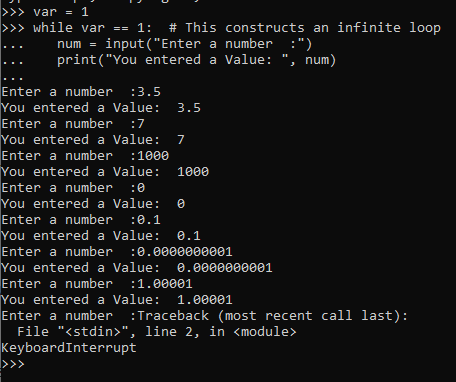 >>> var = 1
>>> while var == 1:  # This constructs an infinite loop
...    num = input("Enter a number  :")
...    print("You entered a Value: ", num)
...
Enter a number  :3.5
You entered a Value:  3.5
Enter a number  :7
You entered a Value:  7
Enter a number  :1000
You entered a Value:  1000
Enter a number  :0
You entered a Value:  0
Enter a number  :0.1
You entered a Value:  0.1
Enter a number  :0.0000000001
You entered a Value:  0.0000000001
Enter a number  :1.00001
You entered a Value:  1.00001
Enter a number  :Traceback (most recent call last):
  File "<stdin>", line 2, in <module>
KeyboardInterrupt
>>>